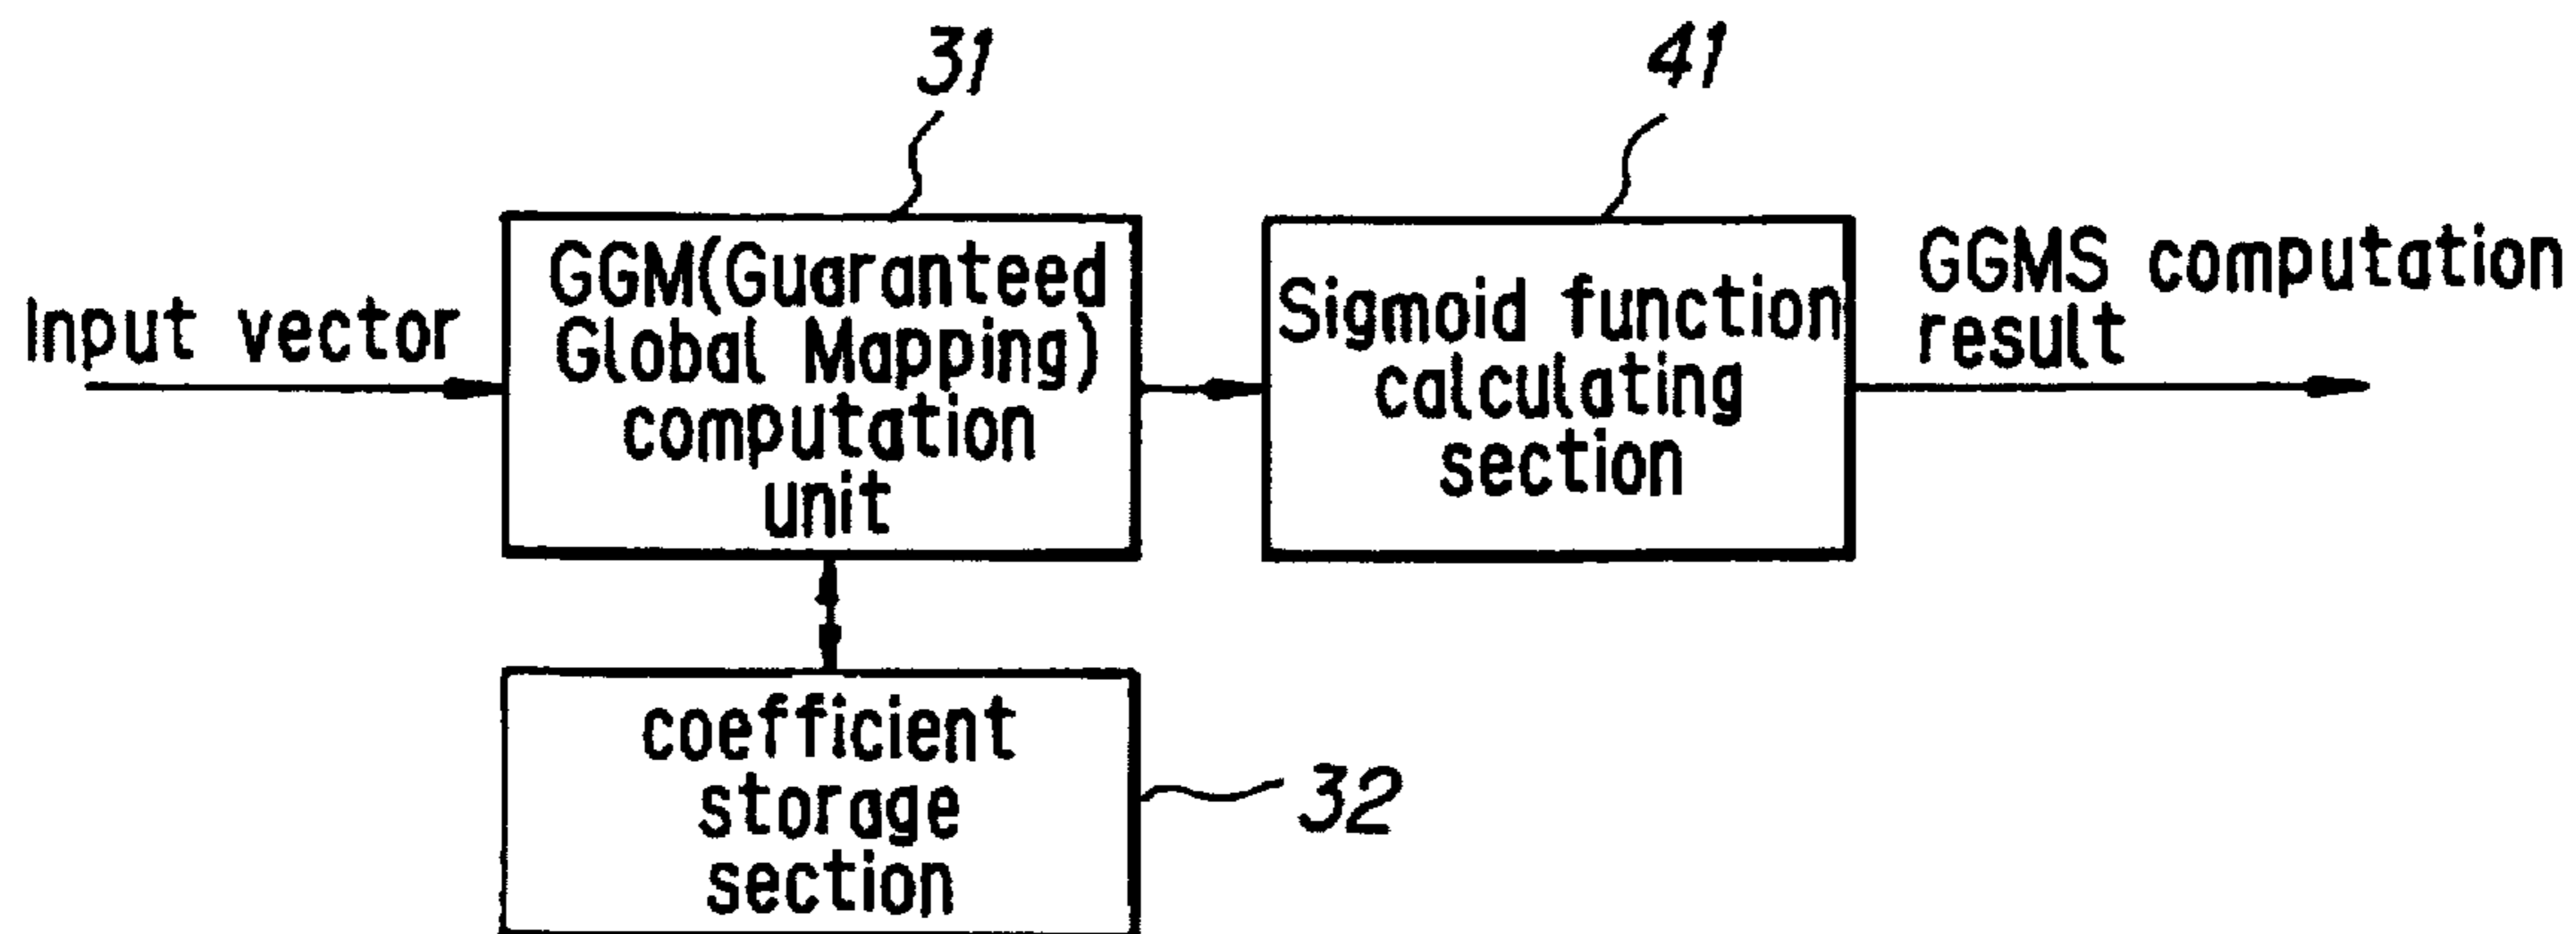 31
41
Input vector
GGM(Guaranteed
Global Mapping)
computation
unit
Sigmoid function
calculating
section
GGMS computation
result
coefficient
storage
section
32